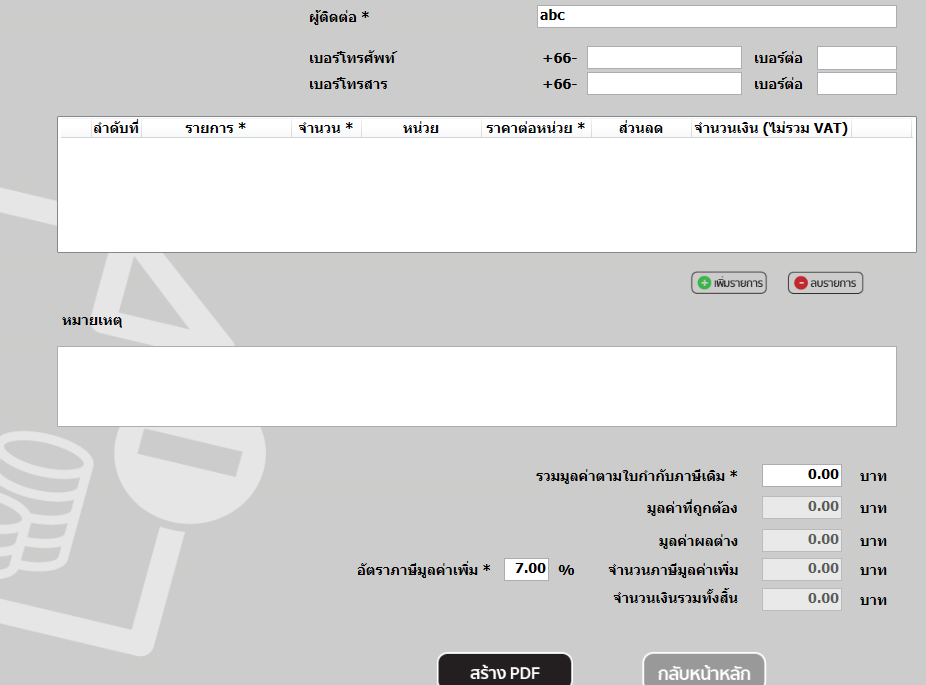 ผู้ติดต่อ * abc
เบอร์โทรศัพท์ +66- เบอร์ต่อ
เบอร์โทรสาร +66- เบอร์ต่อ
ลำดับที่ รายการ * จำนวน * หน่วย ราคาต่อหน่วย * ส่วนลด จำนวนเงิน (ไม่รวม VAT)
เพิ่มรายการ ลบรายการ
หมายเหตุ
รวมมูลค่าตามใบกำกับภาษีเดิม * 0.00 บาท
มูลค่าที่ถูกต้อง 0.00 บาท
มูลค่าผลต่าง 0.00 บาท
อัตราภาษีมูลค่าเพิ่ม * 7.00 % จำนวนภาษีมูลค่าเพิ่ม 0.00 บาท
จำนวนเงินรวมทั้งสิ้น 0.00 บาท
สร้าง PDF กลับหน้าหลัก